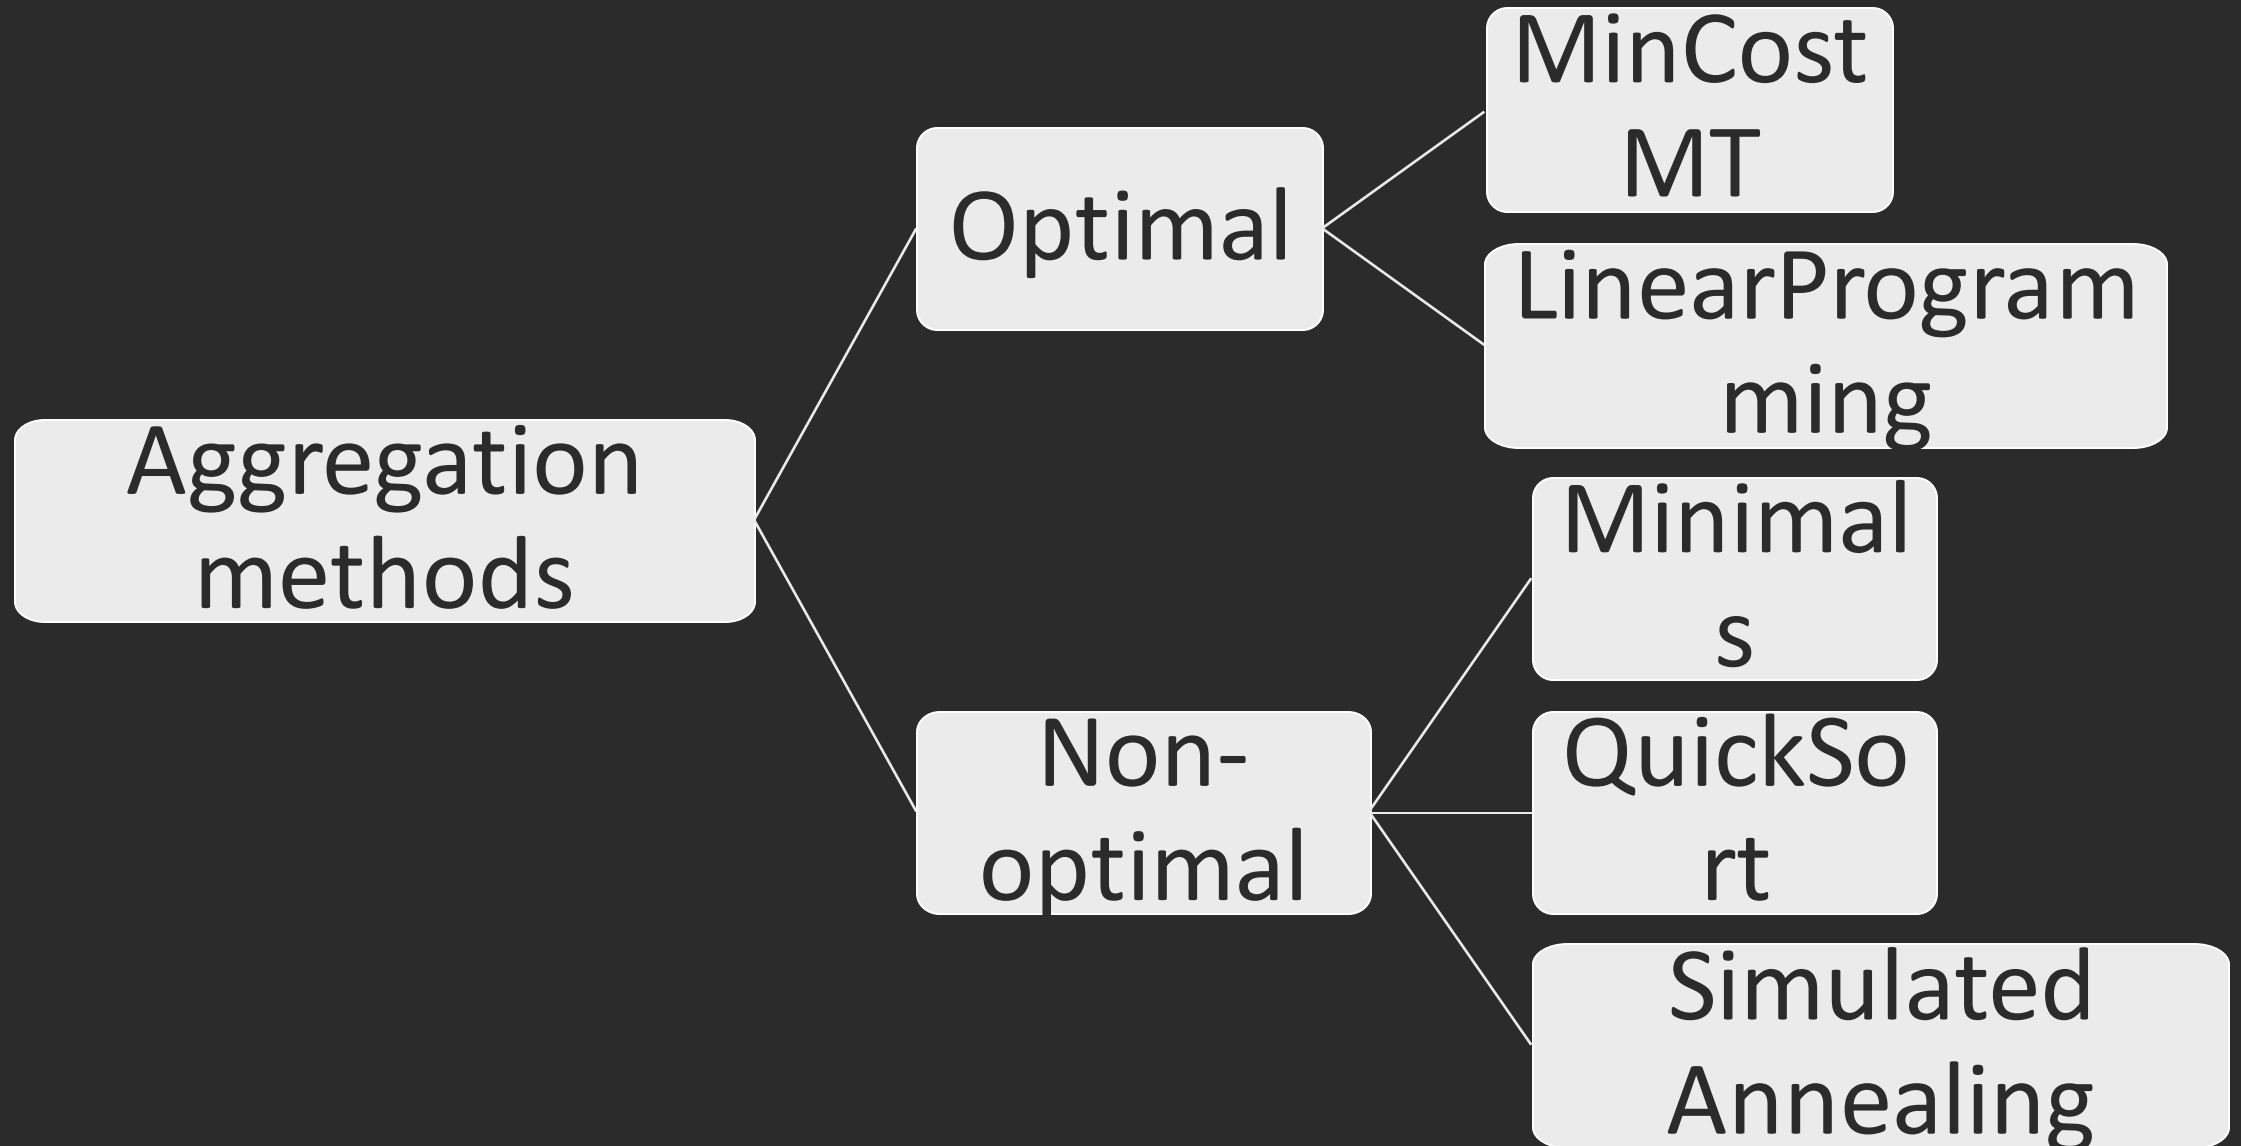 Aggregation
methods
Optimal
MinCost
MT
LinearProgram
ming
Non-
optimal
Minimal
s
QuickSo
rt
Simulated
Annealing